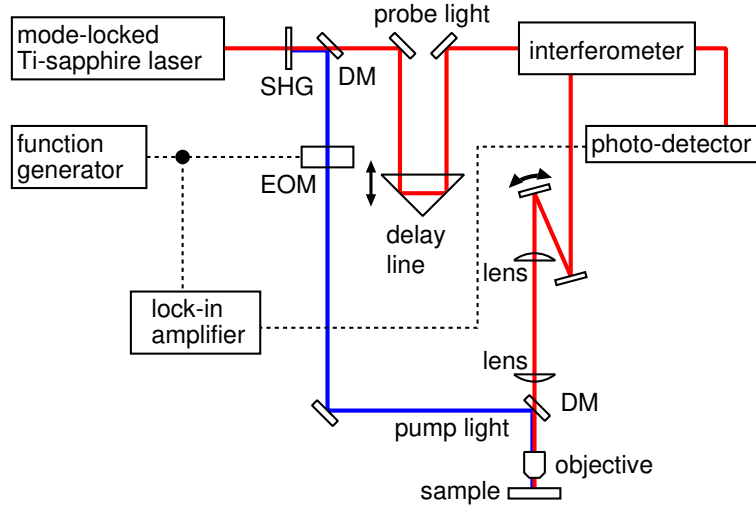 probe light
mode-locked
Ti-sapphire laser
interferometer
SHG
DM
function
generator
photo-detector
EOM
delay
line
lens
lock-in
amplifier
lens
DM
pump light
objective
sample